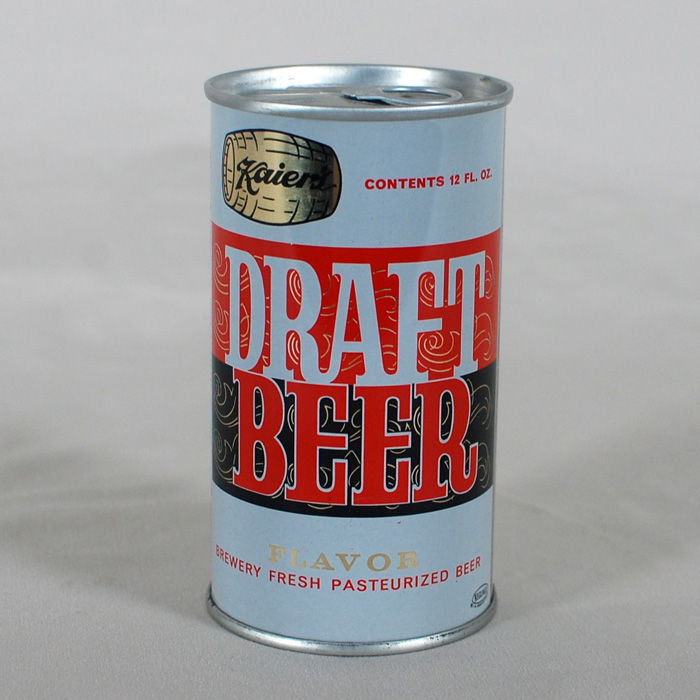 Kaier's
CONTENTS 12 FL. OZ.
DRAFT
BEER
FLAVOR
BREWERY FRESH PASTEURIZED BEER